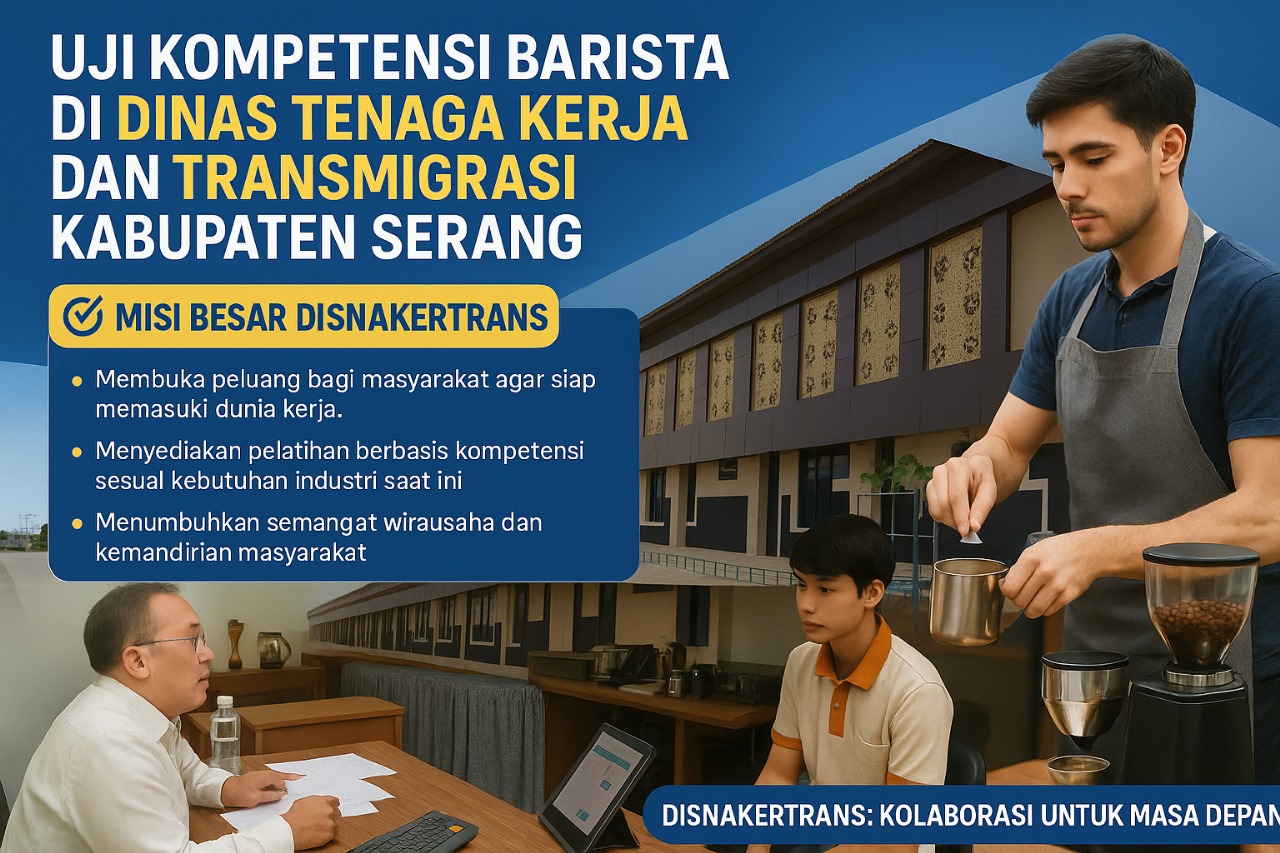 UJI KOMPETENSI BARISTA
DI DINAS TENAGA KERJA
DAN TRANSMIGRASI
KABUPATEN SERANG
MISI BESAR DISNAKERTRANS
Membuka peluang bagi masyarakat agar siap
memasuki dunia kerja.
Menyediakan pelatihan berbasis kompetensi
sesual kebutuhan industri saat ini
Menumbuhkan semangat wirausaha dan
kemandirian masyarakat
DISNAKERTRANS: KOLABORASI UNTUK MASA DEPAN